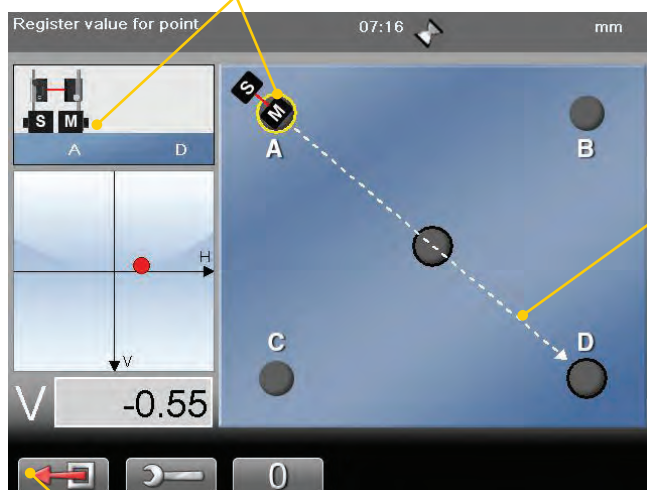 Register value for point
07:16
mm
S M
A D
S
M
A
B
H
V
C
D
V
-0.55
0